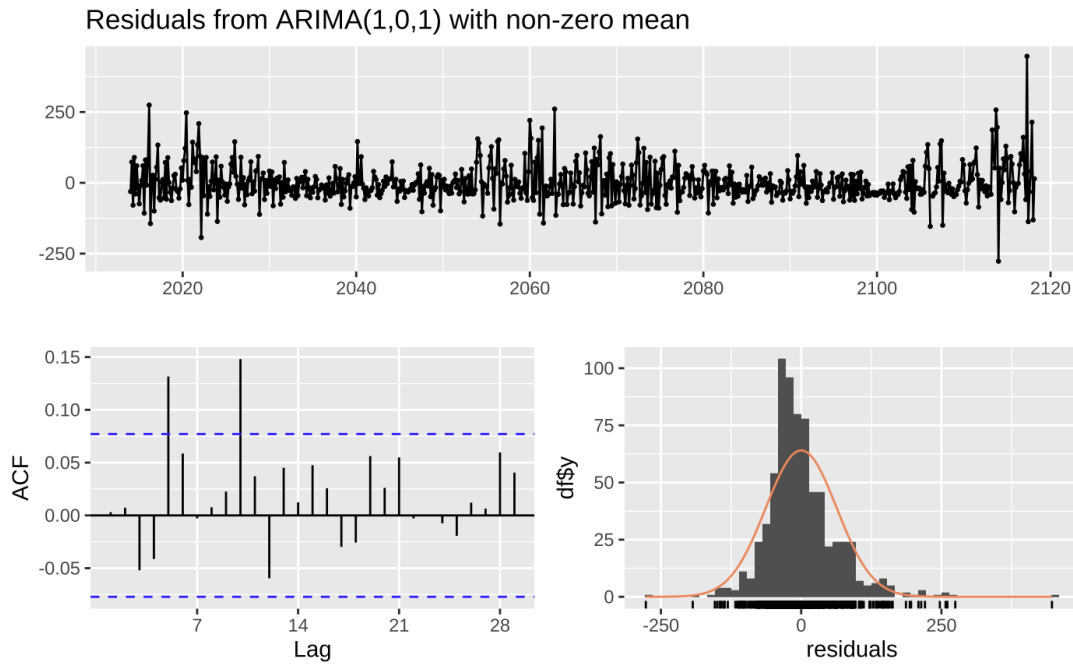 Residuals from ARIMA(1,0,1) with non-zero mean
250
0
-250
2020 2040 2060 2080 2100 2120
0.15
0.10
0.05
0.00
-0.05
ACF
7 14 21 28
Lag
100
75
50
25
0
df$y
-250 0 250
residuals